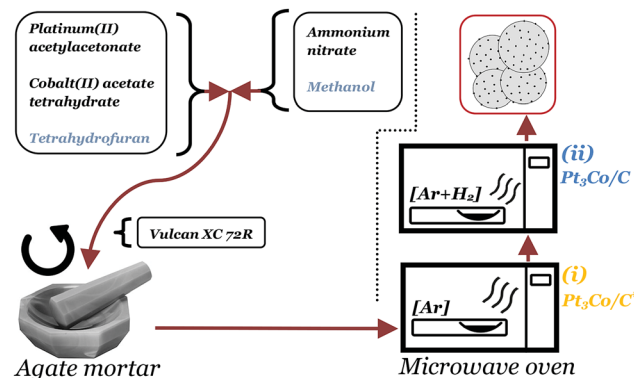 Platinum(II)
acetylacetonate
Cobalt(II) acetate
tetrahydrate
Tetrahydrofuran
Ammonium
nitrate
Methanol
Vulcan XC 72R
Agate mortar
[Ar+H₂]
(ii)
Pt₃Co/C
[Ar]
(i)
Pt₃Co/C'
Microwave oven